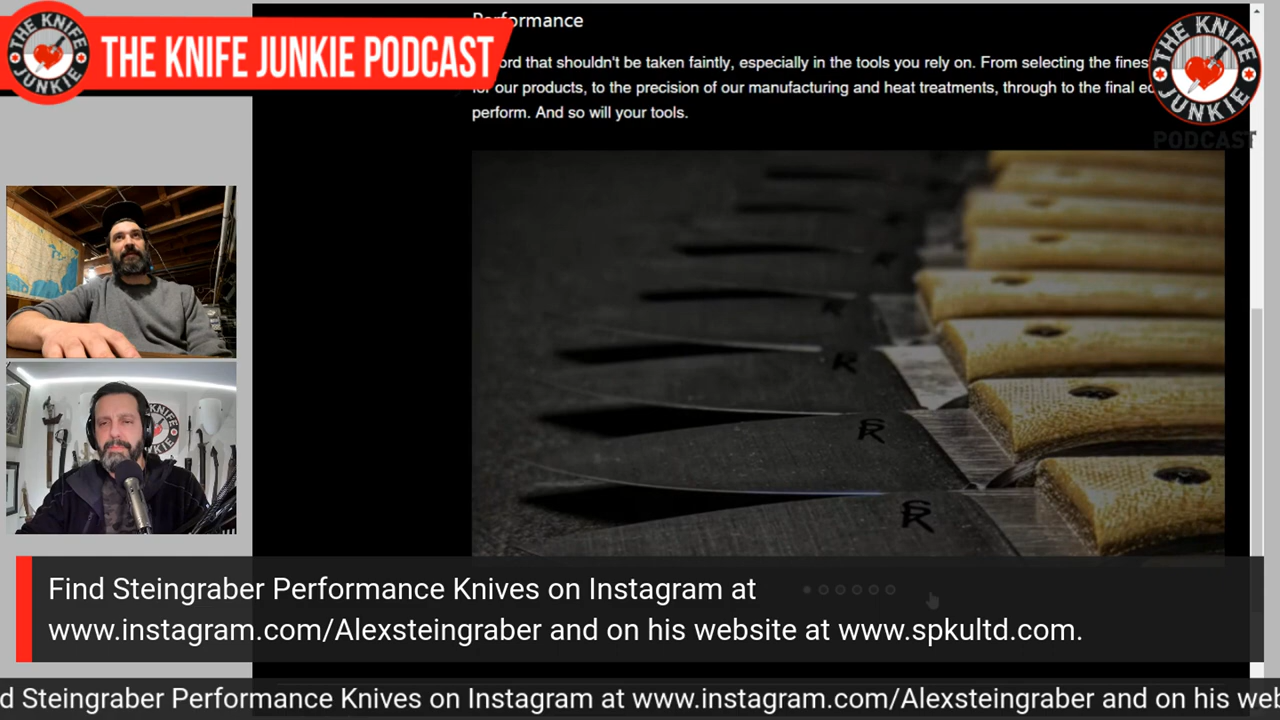 THE KNIFE JUNKIE
THE KNIFE JUNKIE PODCAST
Performance
ord that shouldn't be taken faintly, especially in the tools you rely on. From selecting the fines
our products, to the precision of our manufacturing and heat treatments, through to the final
perform. And so will your tools.
THE KNIFE JUNKIE
PODCAST
THE KNIFE JUNKIE
Find Steingraber Performance Knives on Instagram at
www.instagram.com/Alexsteingraber and on his website at www.spkultd.com.
d Steingraber Performance Knives on Instagram at www.instagram.com/Alexsteingraber and on his web